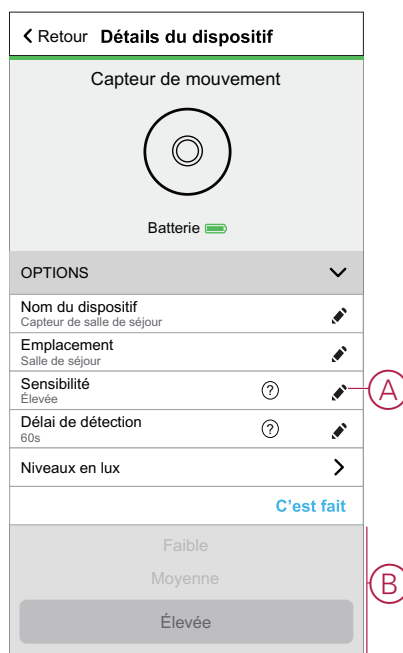 Retour Détails du dispositif
Capteur de mouvement
Batterie
OPTIONS
Nom du dispositif
Capteur de salle de séjour
Emplacement
Salle de séjour
Sensibilité ?
Élevée
A
Délai de détection ?
60s
Niveaux en lux
C'est fait
Faible
Moyenne
Élevée
B